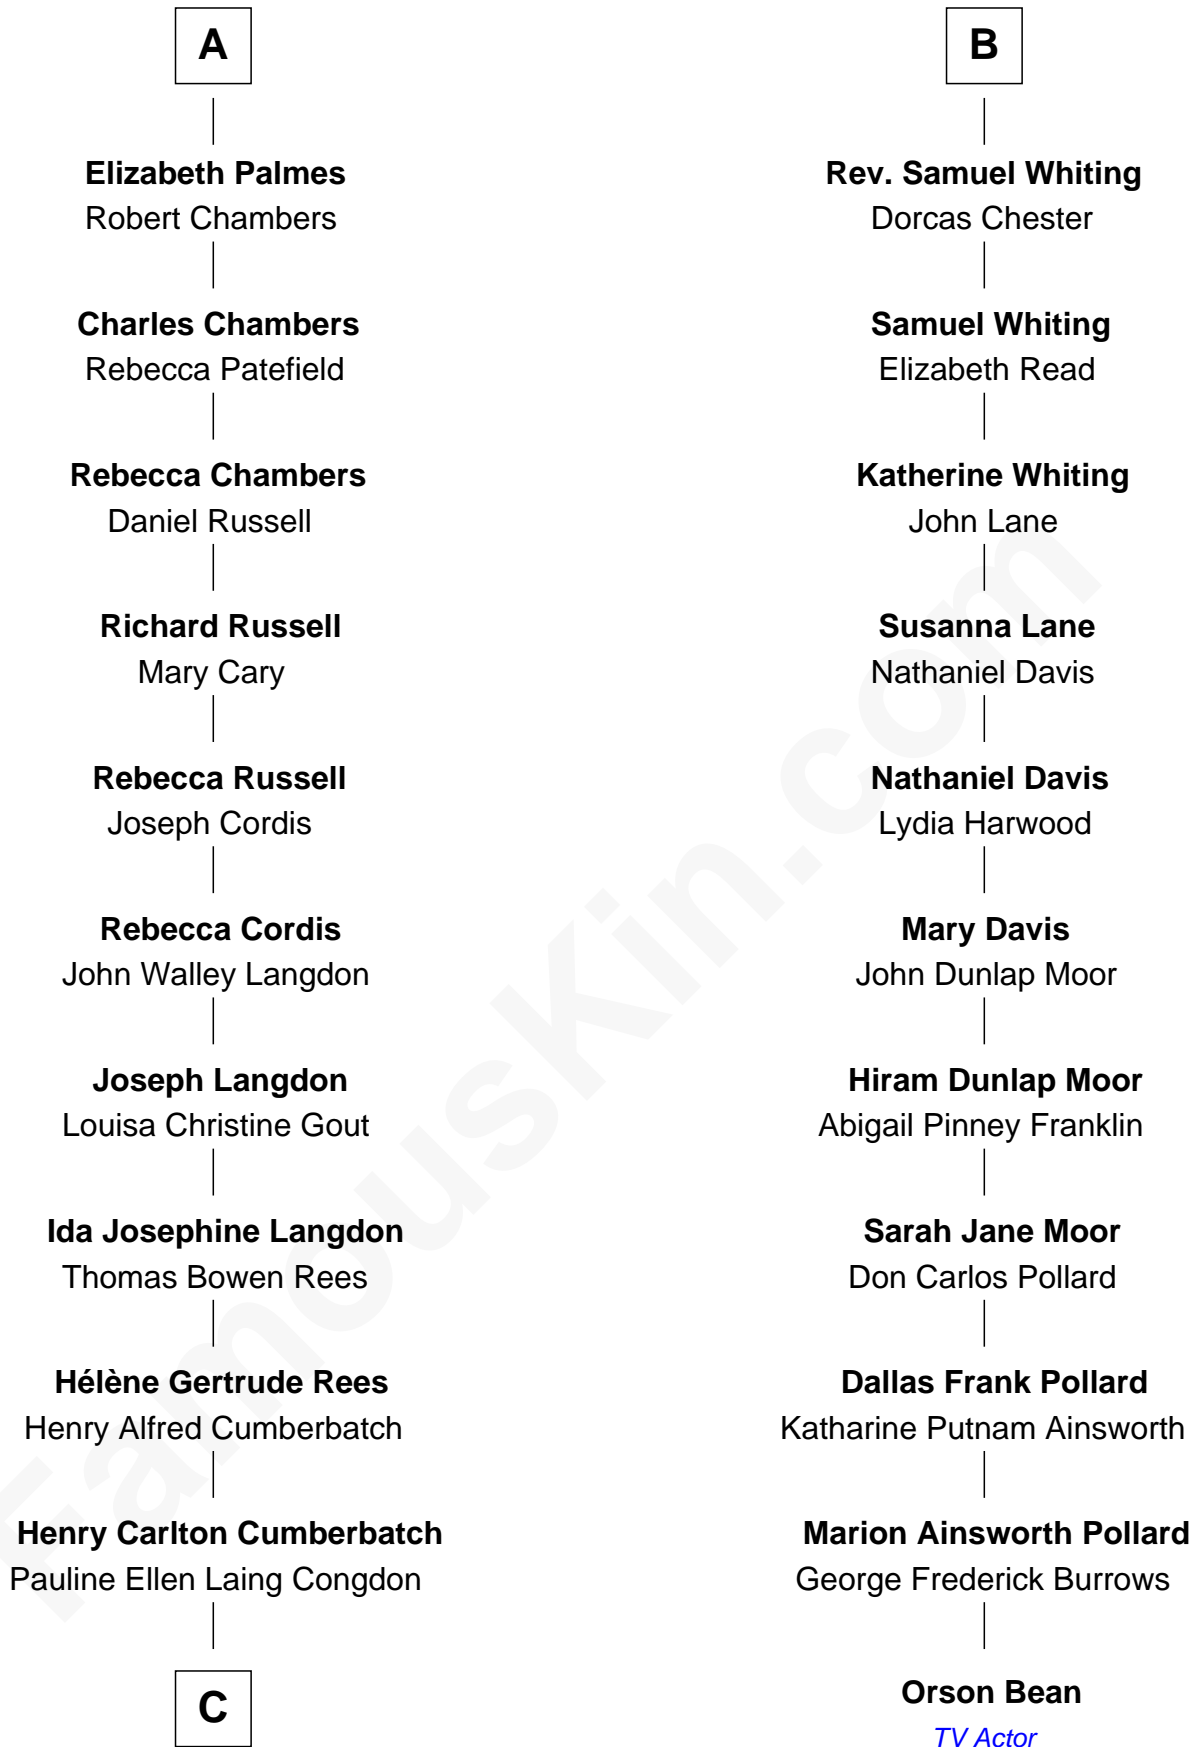 A
Elizabeth Palmes
Robert Chambers
Charles Chambers
Rebecca Patefield
Rebecca Chambers
Daniel Russell
Richard Russell
Mary Cary
Rebecca Russell
Joseph Cordis
Rebecca Cordis
John Walley Langdon
Joseph Langdon
Louisa Christine Gout
Ida Josephine Langdon
Thomas Bowen Rees
Hélène Gertrude Rees
Henry Alfred Cumberbatch
Henry Carlton Cumberbatch
Pauline Ellen Laing Congdon
C
B
Rev. Samuel Whiting
Dorcas Chester
Samuel Whiting
Elizabeth Read
Katherine Whiting
John Lane
Susanna Lane
Nathaniel Davis
Nathaniel Davis
Lydia Harwood
Mary Davis
John Dunlap Moor
Hiram Dunlap Moor
Abigail Pinney Franklin
Sarah Jane Moor
Don Carlos Pollard
Dallas Frank Pollard
Katharine Putnam Ainsworth
Marion Ainsworth Pollard
George Frederick Burrows
Orson Bean
TV Actor
FamousKin.com